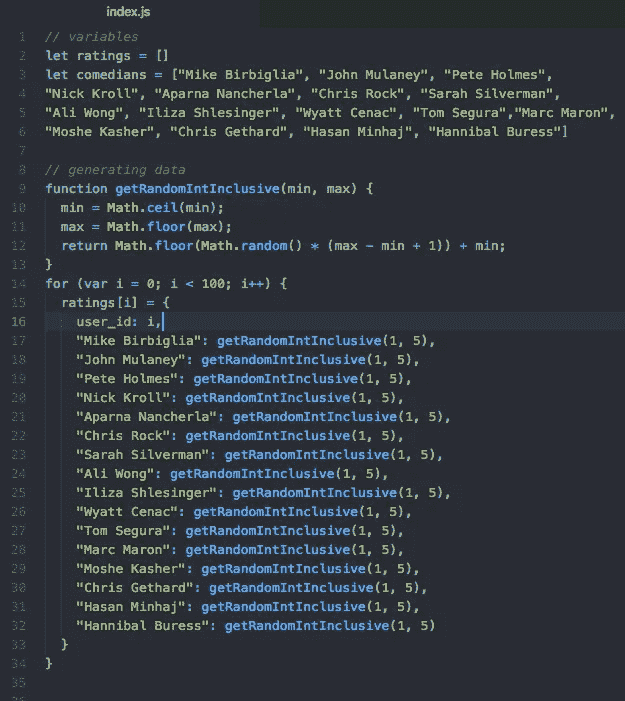 index.js
1 // variables
2 let ratings = []
3 let comedians = ["Mike Birbiglia", "John Mulaney", "Pete Holmes",
4 "Nick Kroll", "Aparna Nancherla", "Chris Rock", "Sarah Silverman",
5 "Ali Wong", "Iliza Shlesinger", "Wyatt Cenac", "Tom Segura","Marc Maron",
6 "Moshe Kasher", "Chris Gethard", "Hasan Minhaj", "Hannibal Buress"]
7
8 // generating data
9 function getRandomIntInclusive(min, max) {
10 min = Math.ceil(min);
11 max = Math.floor(max);
12 return Math.floor(Math.random() * (max - min + 1)) + min;
13 }
14 for (var i = 0; i < 100; i++) {
15 ratings[i] = {
16 user_id: i,
17 "Mike Birbiglia": getRandomIntInclusive(1, 5),
18 "John Mulaney": getRandomIntInclusive(1, 5),
19 "Pete Holmes": getRandomIntInclusive(1, 5),
20 "Nick Kroll": getRandomIntInclusive(1, 5),
21 "Aparna Nancherla": getRandomIntInclusive(1, 5),
22 "Chris Rock": getRandomIntInclusive(1, 5),
23 "Sarah Silverman": getRandomIntInclusive(1, 5),
24 "Ali Wong": getRandomIntInclusive(1, 5),
25 "Iliza Shlesinger": getRandomIntInclusive(1, 5),
26 "Wyatt Cenac": getRandomIntInclusive(1, 5),
27 "Tom Segura": getRandomIntInclusive(1, 5),
28 "Marc Maron": getRandomIntInclusive(1, 5),
29 "Moshe Kasher": getRandomIntInclusive(1, 5),
30 "Chris Gethard": getRandomIntInclusive(1, 5),
31 "Hasan Minhaj": getRandomIntInclusive(1, 5),
32 "Hannibal Buress": getRandomIntInclusive(1, 5)
33 }
34 }
35